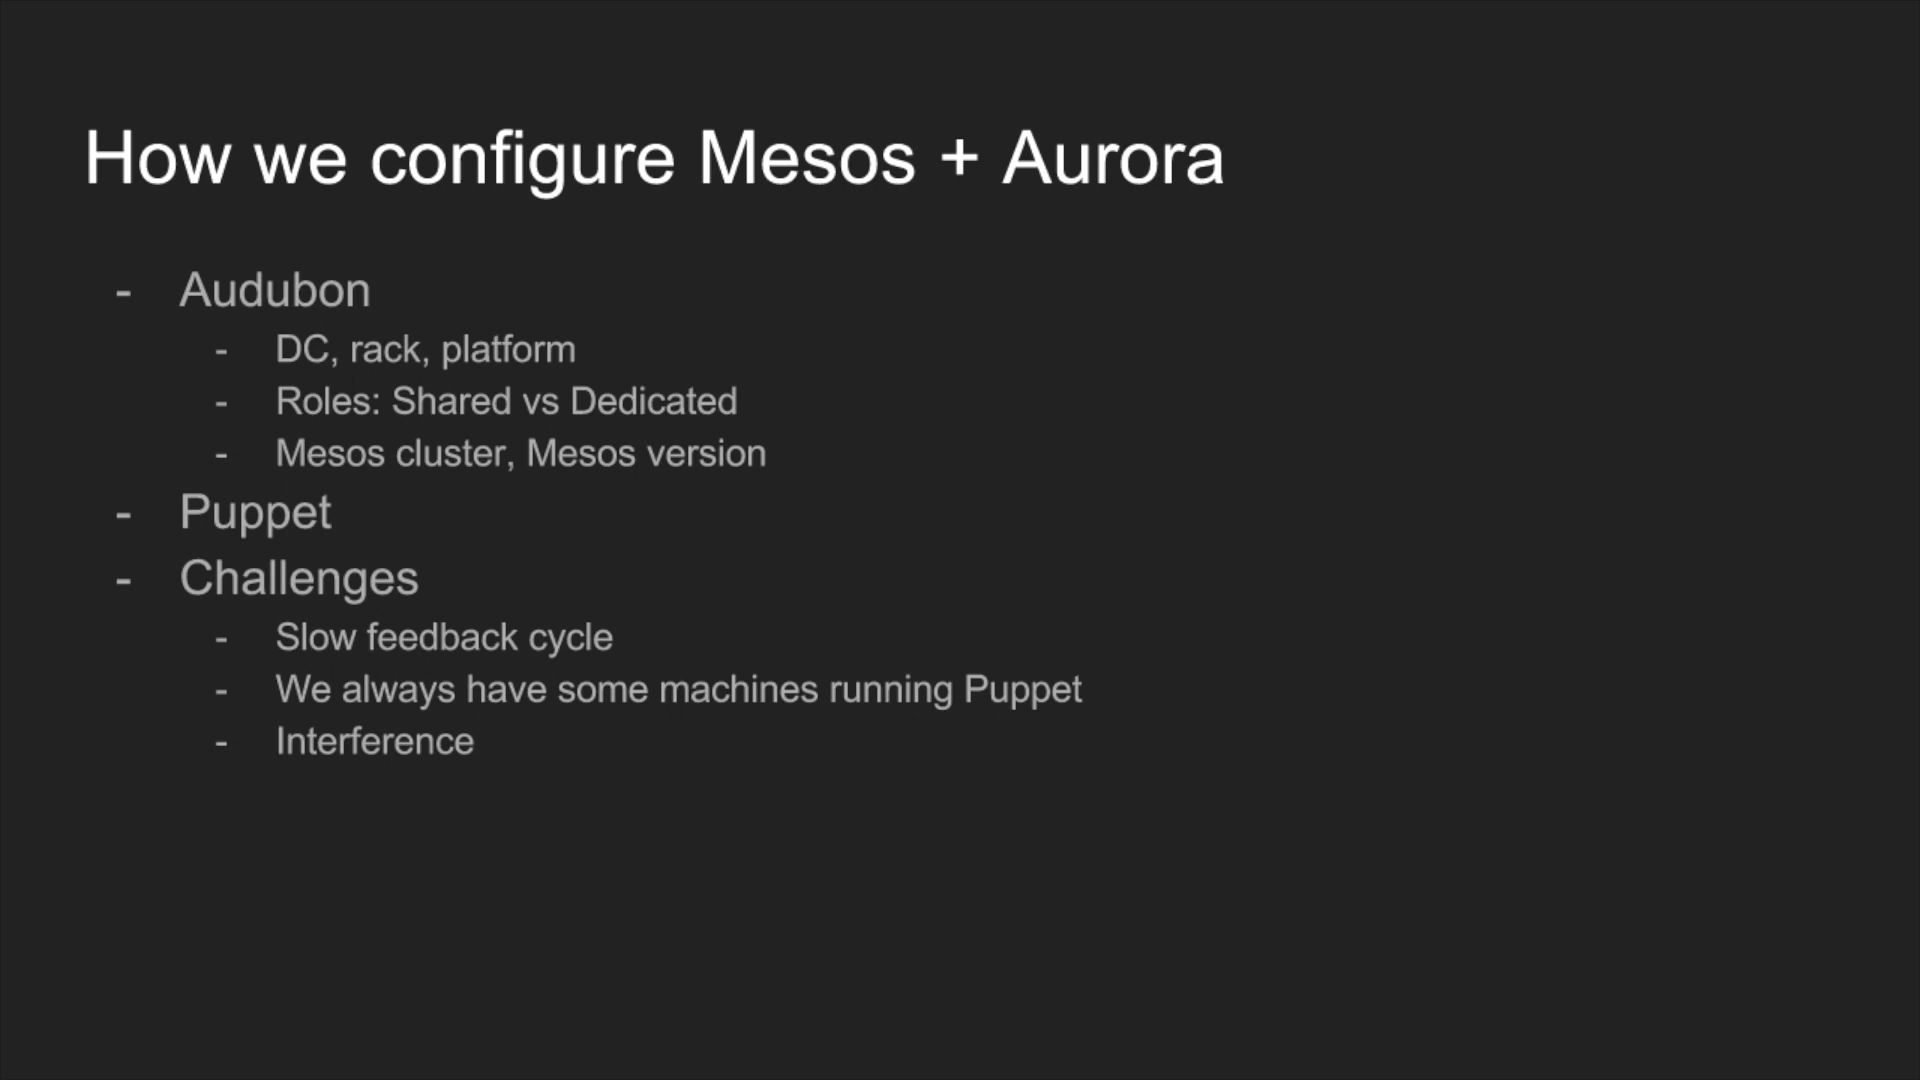 How we configure Mesos + Aurora
- Audubon
- DC, rack, platform
- Roles: Shared vs Dedicated
- Mesos cluster, Mesos version
- Puppet
- Challenges
- Slow feedback cycle
- We always have some machines running Puppet
- Interference